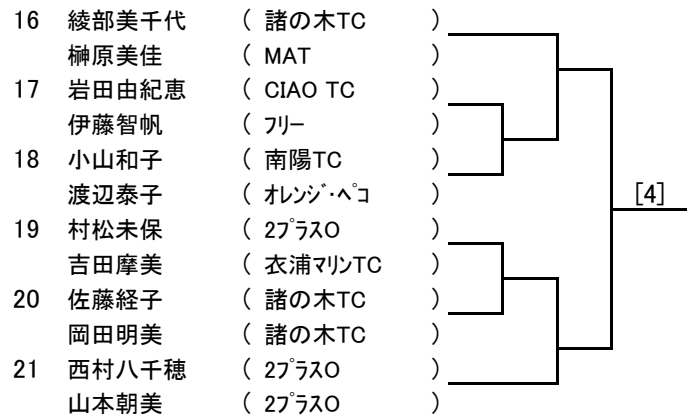 16 綾部美千代 ( 諸の木TC )
榊原美佳 ( MAT )
17 岩田由紀恵 ( CIAO TC )
伊藤智帆 ( ﾌﾘｰ )
18 小山和子 ( 南陽TC )
渡辺泰子 ( ｵﾚﾝｼﾞ･ﾍﾟｺ )
[4]
19 村松未保 ( 2ﾌﾟﾗｽO )
吉田摩美 ( 衣浦ﾏﾘﾝTC )
20 佐藤経子 ( 諸の木TC )
岡田明美 ( 諸の木TC )
21 西村八千穂 ( 2ﾌﾟﾗｽO )
山本朝美 ( 2ﾌﾟﾗｽO )